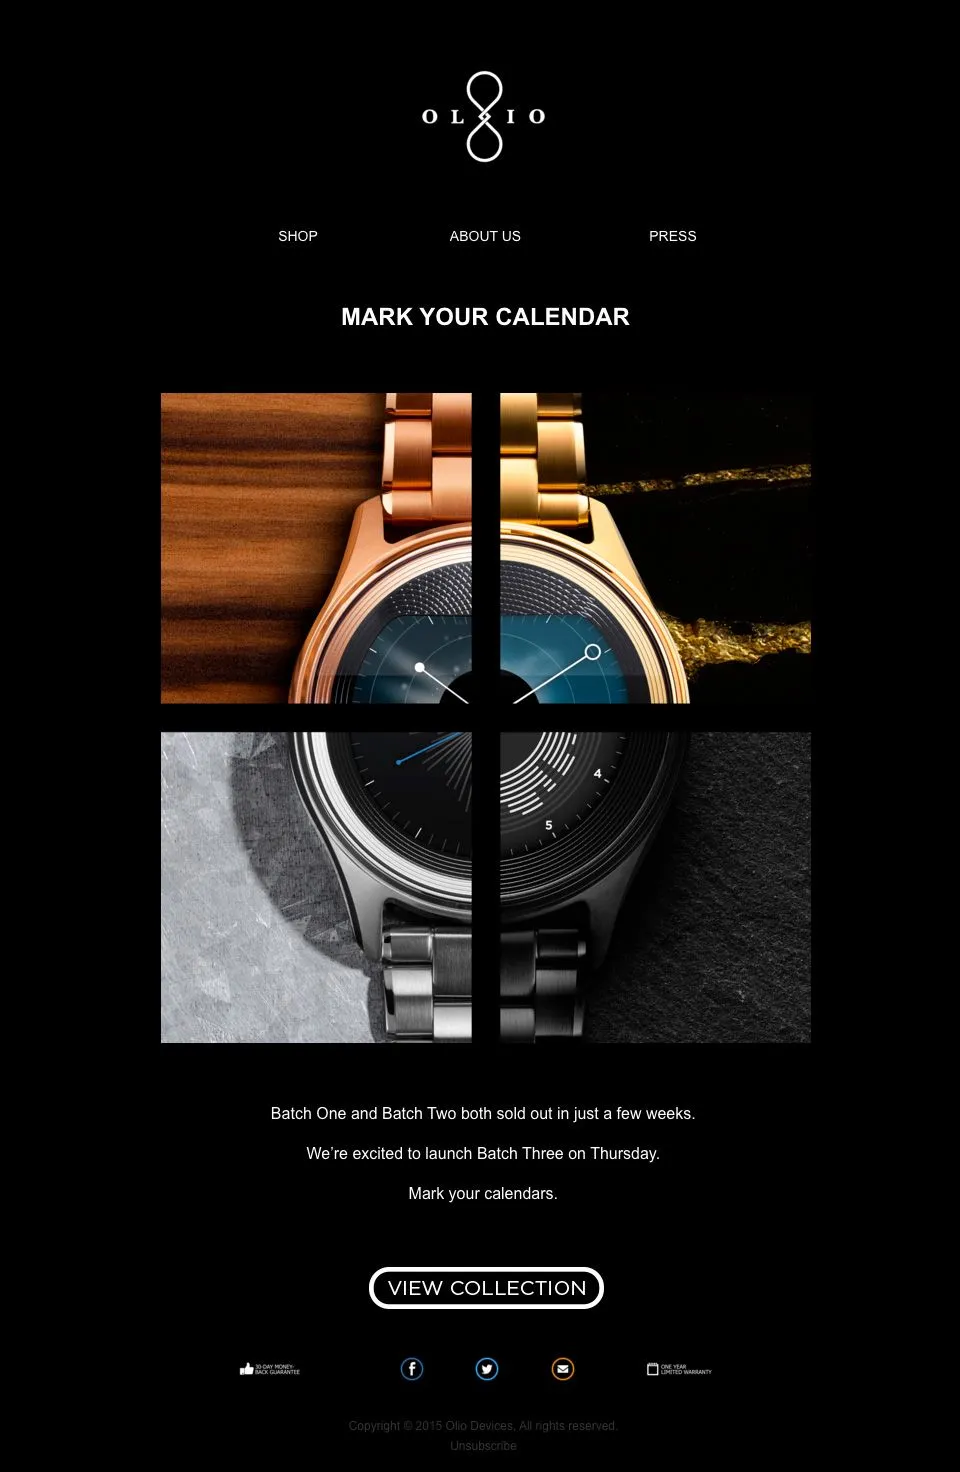 OLIO
SHOP ABOUT US PRESS
MARK YOUR CALENDAR
4
5
Batch One and Batch Two both sold out in just a few weeks.
We’re excited to launch Batch Three on Thursday.
Mark your calendars.
VIEW COLLECTION
30-DAY MONEY-
BACK GUARANTEE
ONE YEAR
LIMITED WARRANTY
Copyright © 2015 Olio Devices, All rights reserved.
Unsubscribe